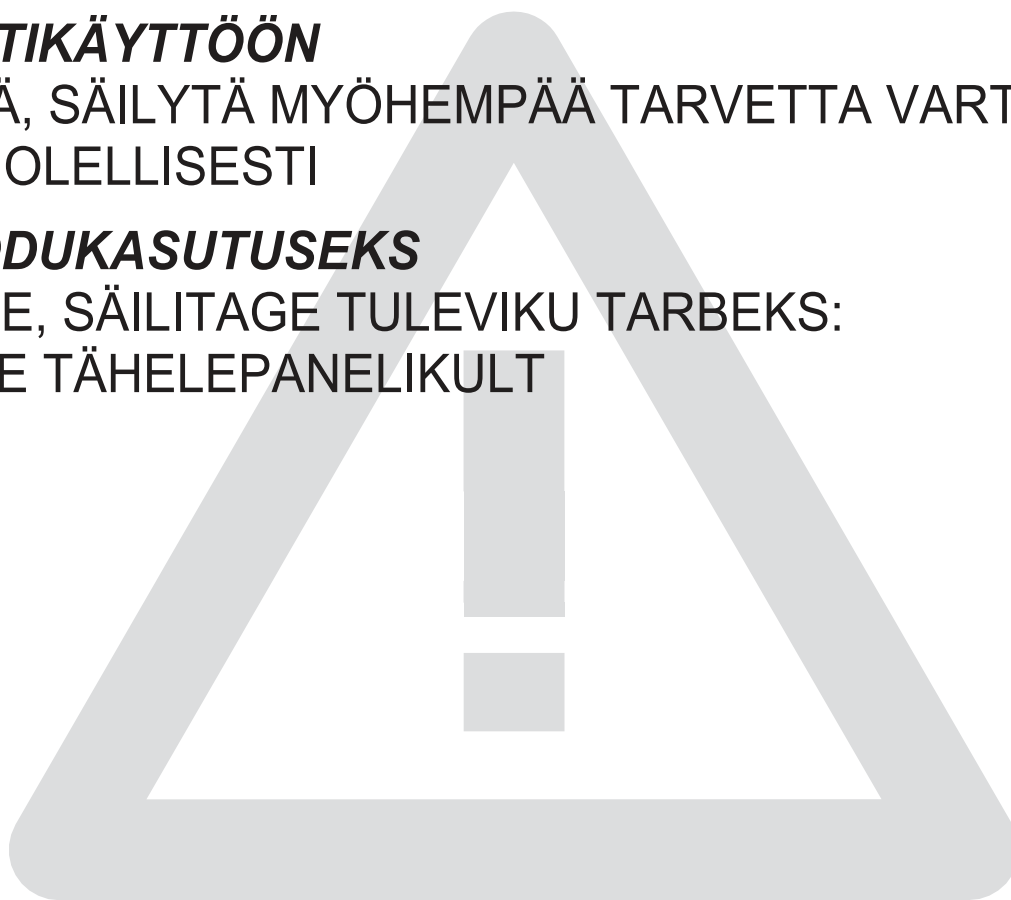 TIKÄYTTÖÖN
Ä, SÄILYTÄ MYÖHEMPÄÄ TARVETTA VART
OLELLISESTI
DUKASUTUSEKS
E, SÄILITAGE TULEVIKU TARBEKS:
E TÄHELEPANELIKULT